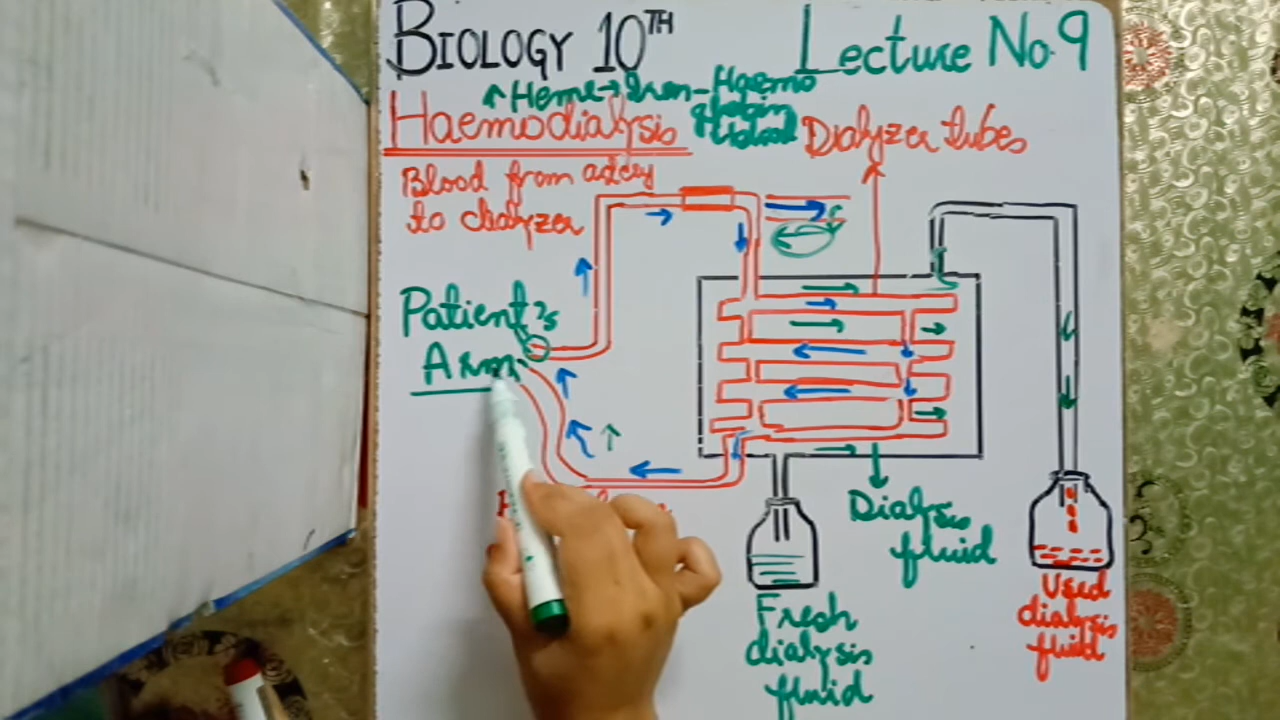 BIOLOGY 10TH
Lecture No.9
Heme → Iron - Haemo
Haemodialysis
Dialyzer tubes
Blood from artery
to dialyzer
Patient's
Arm
Dialysis
fluid
Fresh
dialysis
fluid
Used
dialysis
fluid